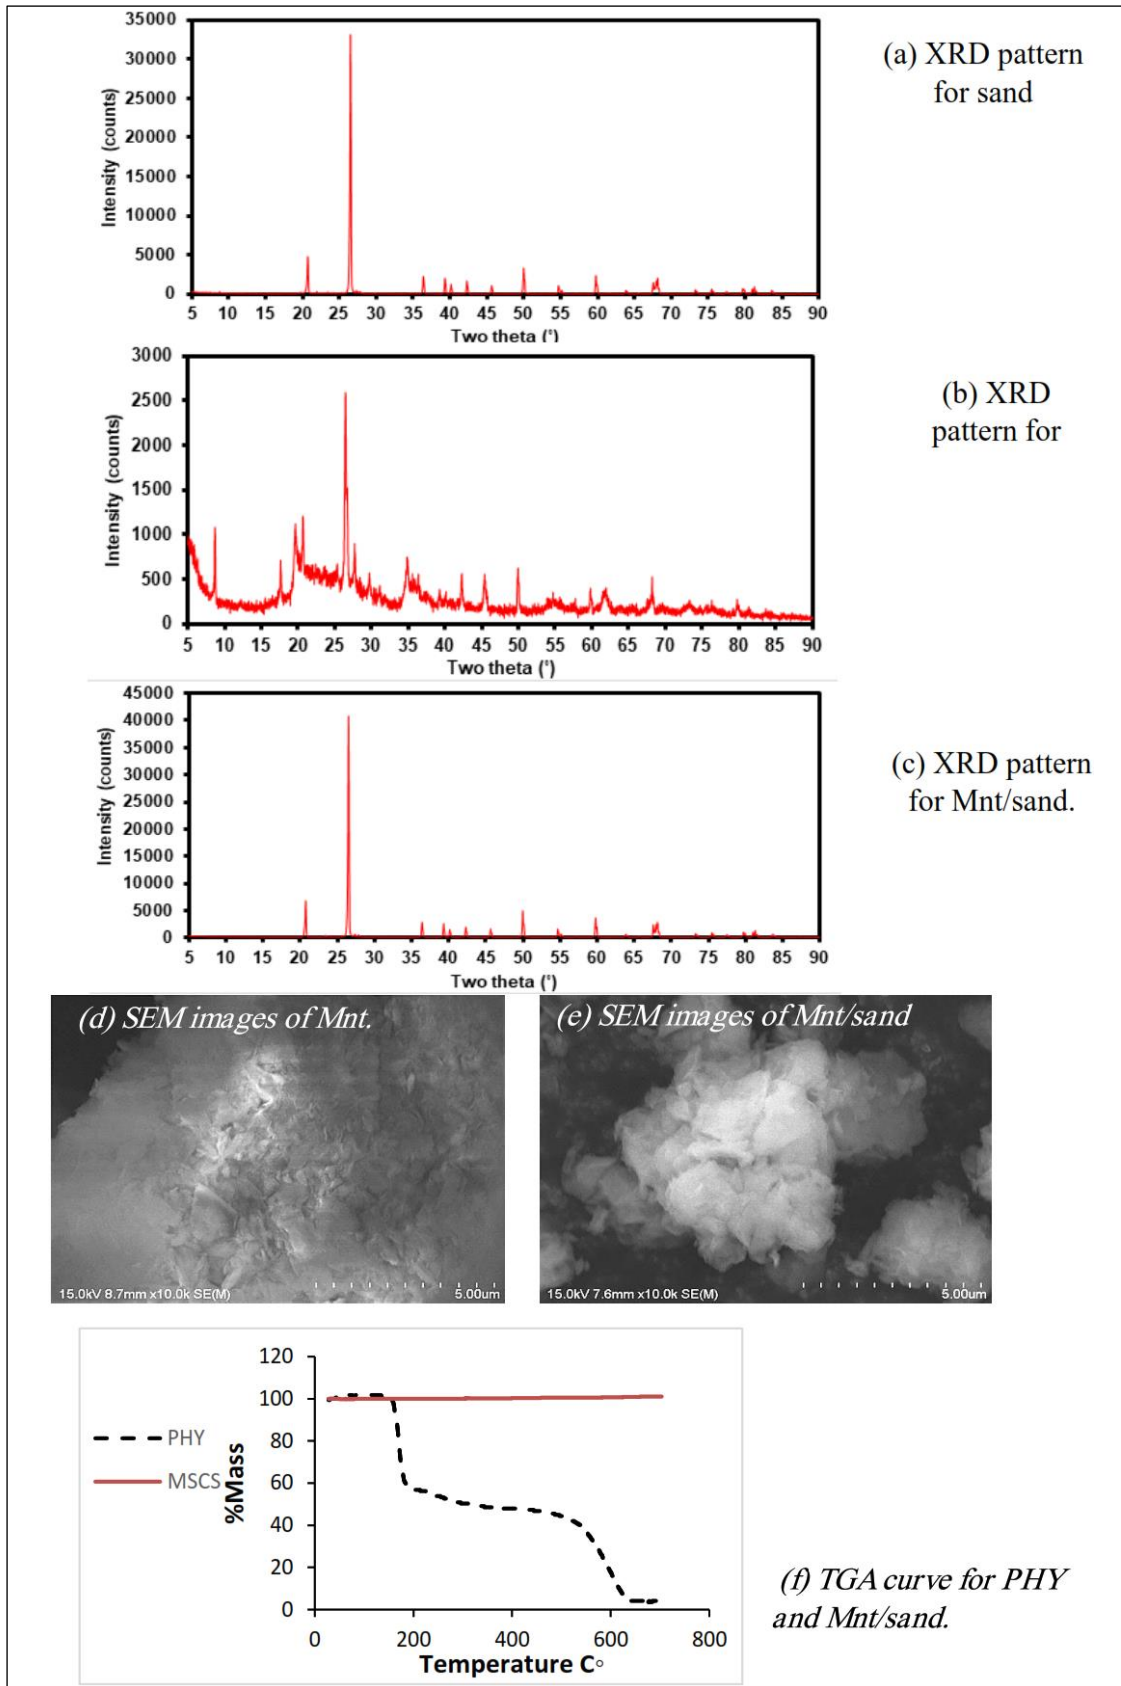 35000
30000
25000
20000
15000
10000
5000
0
Intensity (counts)
5 10 15 20 25 30 35 40 45 50 55 60 65 70 75 80 85 90
Two theta (°)
(a) XRD pattern
for sand
3000
2500
2000
1500
1000
500
0
Intensity (counts)
5 10 15 20 25 30 35 40 45 50 55 60 65 70 75 80 85 90
Two theta (°)
(b) XRD
pattern for
45000
40000
35000
30000
25000
20000
15000
10000
5000
0
Intensity (counts)
5 10 15 20 25 30 35 40 45 50 55 60 65 70 75 80 85 90
Two theta (°)
(c) XRD pattern
for Mnt/sand.
(d) SEM images of Mnt.
15.0kV 8.7mm x10.0k SE(M)
5.00um
(e) SEM images of Mnt/sand
15.0kV 7.6mm x10.0k SE(M)
5.00um
120
100
80
60
40
20
0
%Mass
PHY
MSCS
0 200 400 600 800
Temperature C°
(f) TGA curve for PHY
and Mnt/sand.